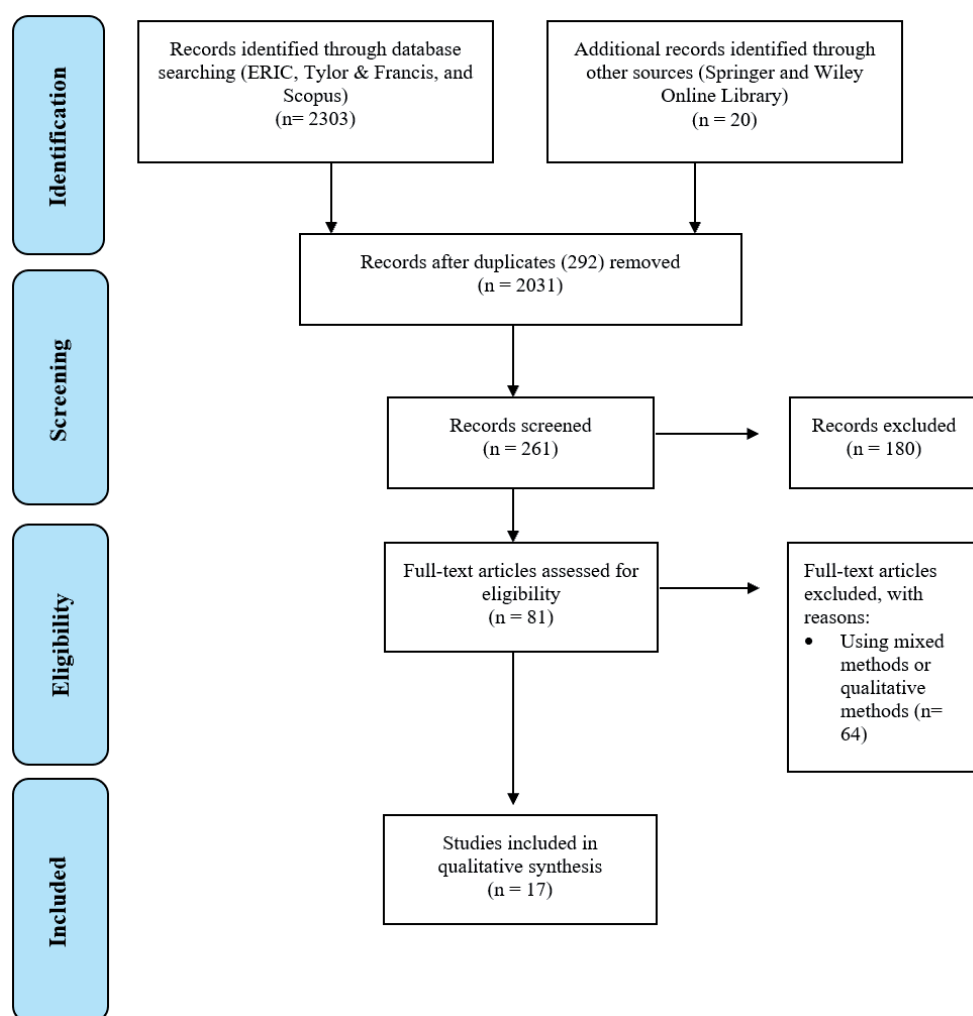 Identification
Records identified through database
searching (ERIC, Tylor & Francis, and
Scopus)
(n= 2303)
Additional records identified through
other sources (Springer and Wiley
Online Library)
(n = 20)
Records after duplicates (292) removed
(n = 2031)
Screening
Records screened
(n = 261)
Records excluded
(n = 180)
Eligibility
Full-text articles assessed for
eligibility
(n = 81)
Full-text articles
excluded, with
reasons:
• Using mixed
methods or
qualitative
methods (n=
64)
Included
Studies included in
qualitative synthesis
(n = 17)